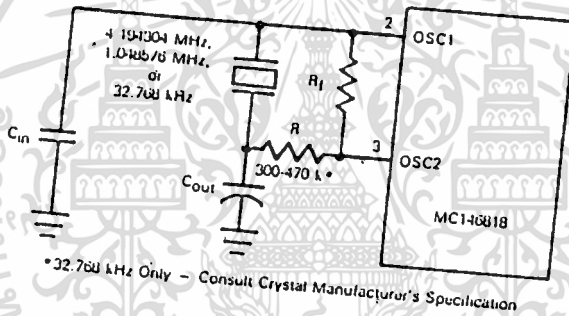 4.194304 MHz,
1.048576 MHz,
or
32.768 kHz
2
OSC1
Rf
Cin
R
3
300-470 k*
OSC2
Cout
MC146818
*32.768 kHz Only – Consult Crystal Manufacturer's Specification